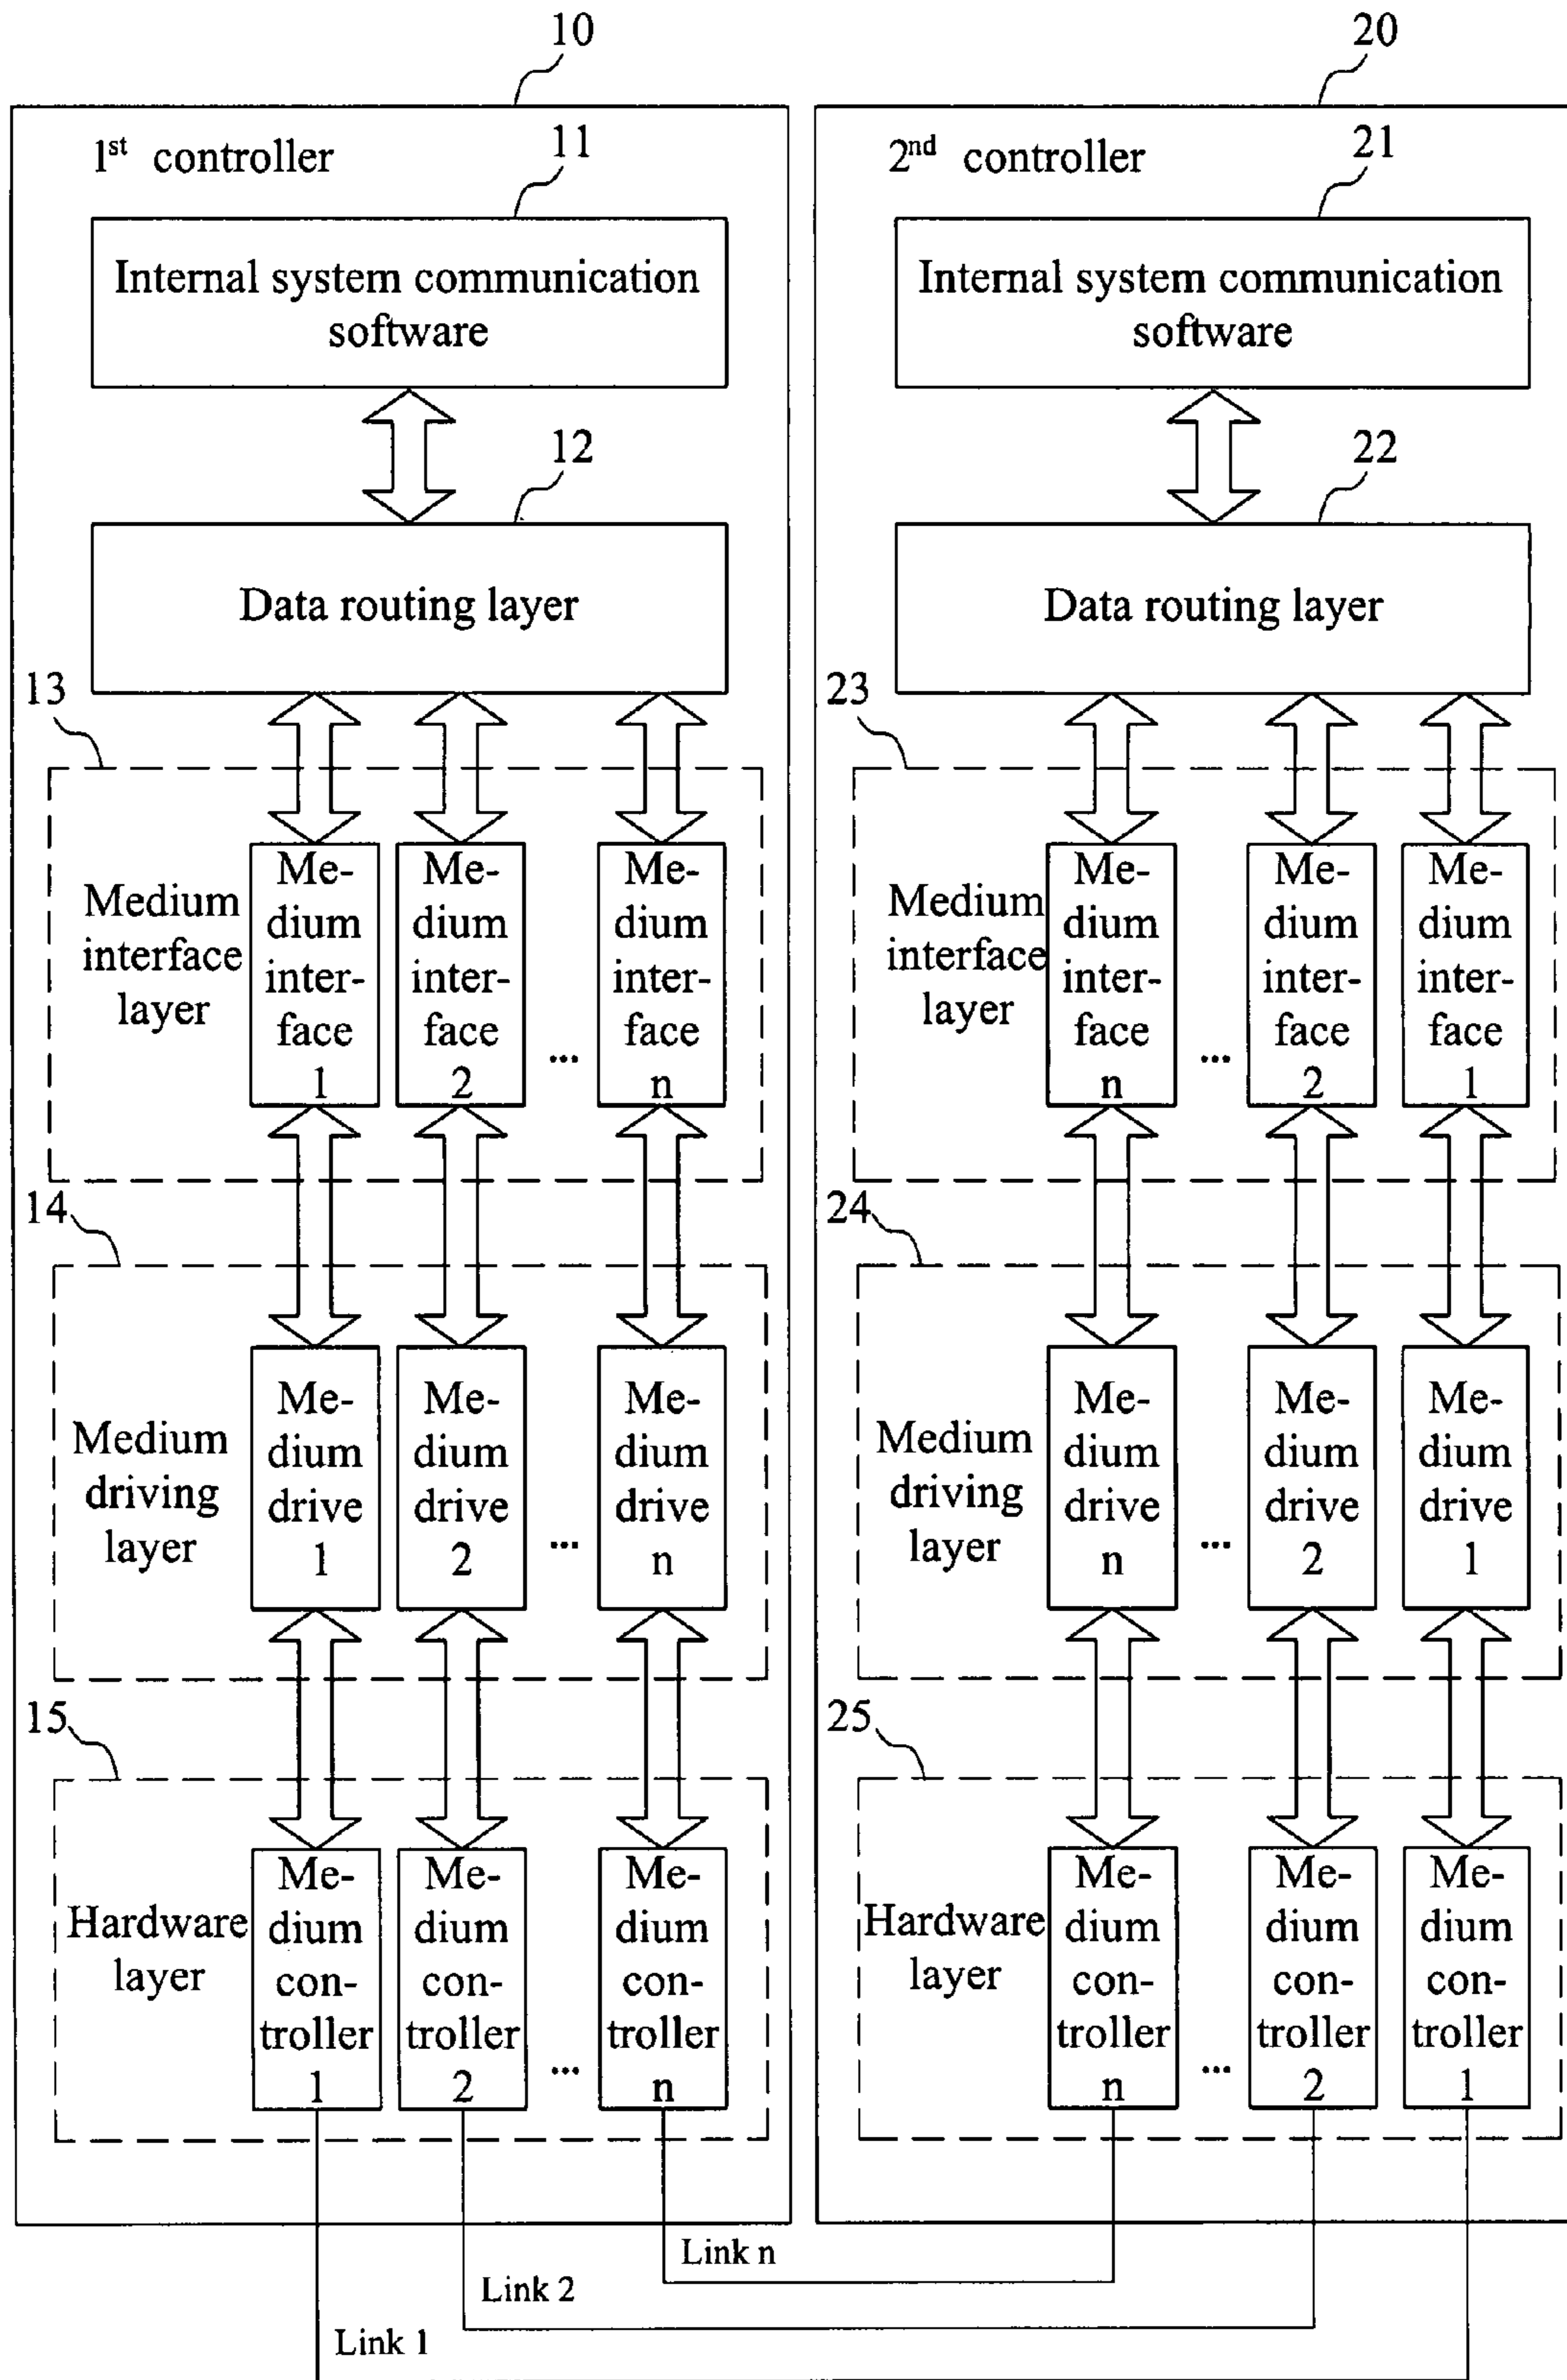 10
20
1st controller
11
2nd controller
21
Internal system communication
software
Internal system communication
software
12
22
Data routing layer
Data routing layer
13
23
Medium
interface
layer
Me-
dium
inter-
face
1
Me-
dium
inter-
face
2
...
Me-
dium
inter-
face
n
Medium
interface
layer
Me-
dium
inter-
face
n
...
Me-
dium
inter-
face
2
Me-
dium
inter-
face
1
14
24
Medium
driving
layer
Me-
dium
drive
1
Me-
dium
drive
2
...
Me-
dium
drive
n
Medium
driving
layer
Me-
dium
drive
n
...
Me-
dium
drive
2
Me-
dium
drive
1
15
25
Hardware
layer
Me-
dium
con-
troller
1
Me-
dium
con-
troller
2
...
Me-
dium
con-
troller
n
Hardware
layer
Me-
dium
con-
troller
n
...
Me-
dium
con-
troller
2
Me-
dium
con-
troller
1
Link n
Link 2
Link 1